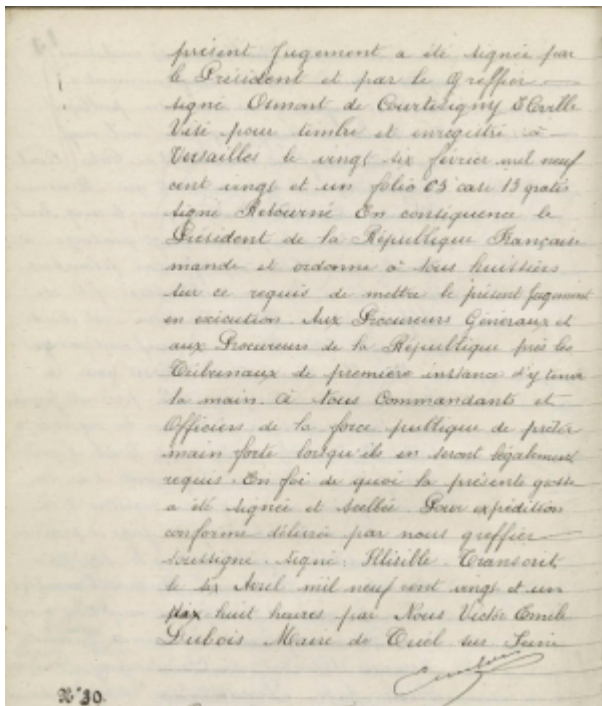 présent Jugement a été signée par
le Président et par le Greffier
signé Osmont de Courtisigny &
Visé pour timbre et enregistré à
Versailles le vingt six février mil neuf
cent vingt et un folio 03 case 13 gratis
signé Retourné En conséquence le
Président de la République Française
mande et ordonne à tous huissiers
sur ce requis de mettre le présent Jugement
en exécution. Aux Procureurs Généraux et
aux Procureurs de la République près les
Tribunaux de première instance d'y tenir
la main. à tous Commandants et
Officiers de la force publique de prêter
main forte lorsqu'ils en seront légalement
requis. En foi de quoi la présente grosse
a été signée et scellée Pour expédition
conforme délivrée par nous greffier
soussigné. signé: Illisible. Transcrit
le six Avril mil neuf cent vingt et un
huit heures par Nous Victor Emile
Dubois Maire de Triel sur Seine
N° 30.